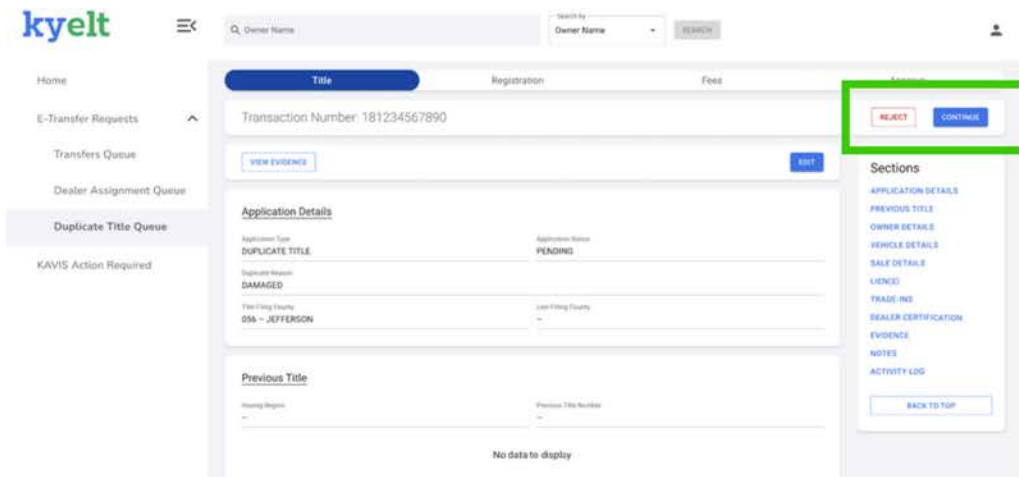 kyelt
Owner Name
Search by
Owner Name
SEARCH
Home
E-Transfer Requests
Transfers Queue
Dealer Assignment Queue
Duplicate Title Queue
KAVIS Action Required
Title
Registration
Fees
Transaction Number: 181234567890
REJECT
CONTINUE
VIEW EVIDENCE
EDIT
Application Details
Application Type
DUPLICATE TITLE
Application Status
PENDING
Duplicate Reason
DAMAGED
Title Filing County
056 – JEFFERSON
Lien Filing County
--
Previous Title
Issuing Region
--
Previous Title Number
--
No data to display
Sections
APPLICATION DETAILS
PREVIOUS TITLE
OWNER DETAILS
VEHICLE DETAILS
SALE DETAILS
LIEN(S)
TRADE-INS
DEALER CERTIFICATION
EVIDENCE
NOTES
ACTIVITY LOG
BACK TO TOP